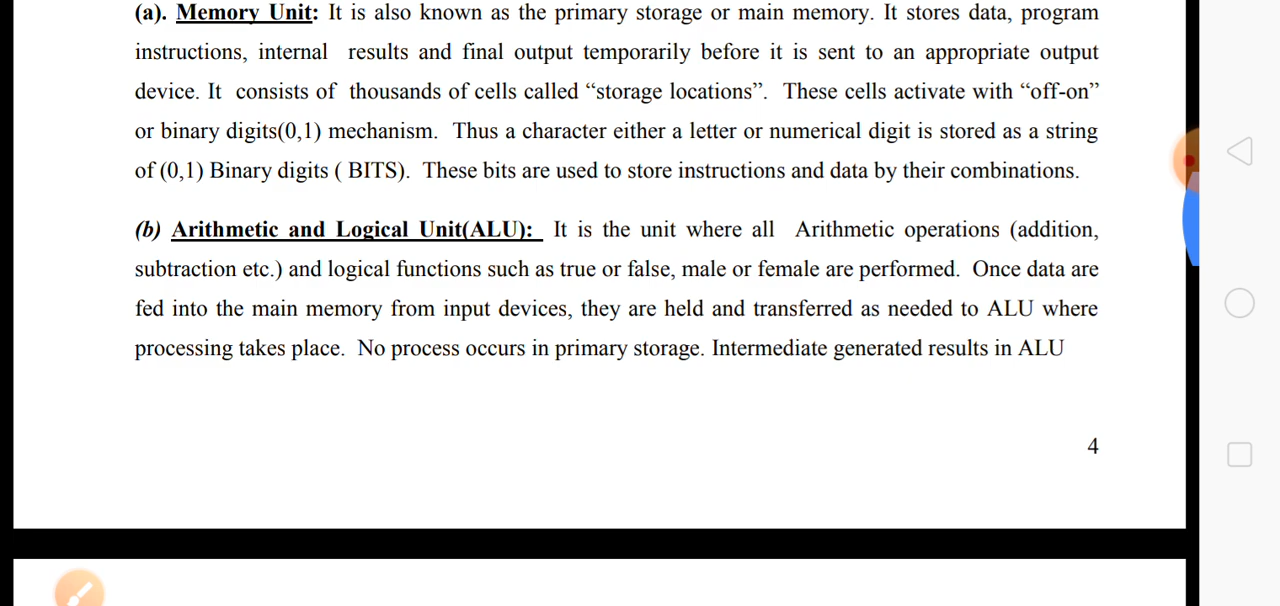 (a). Memory Unit: It is also known as the primary storage or main memory. It stores data, program
instructions, internal results and final output temporarily before it is sent to an appropriate output
device. It consists of thousands of cells called “storage locations”. These cells activate with “off-on”
or binary digits(0,1) mechanism. Thus a character either a letter or numerical digit is stored as a string
of (0,1) Binary digits ( BITS). These bits are used to store instructions and data by their combinations.
(b) Arithmetic and Logical Unit(ALU): It is the unit where all Arithmetic operations (addition,
subtraction etc.) and logical functions such as true or false, male or female are performed. Once data are
fed into the main memory from input devices, they are held and transferred as needed to ALU where
processing takes place. No process occurs in primary storage. Intermediate generated results in ALU
4